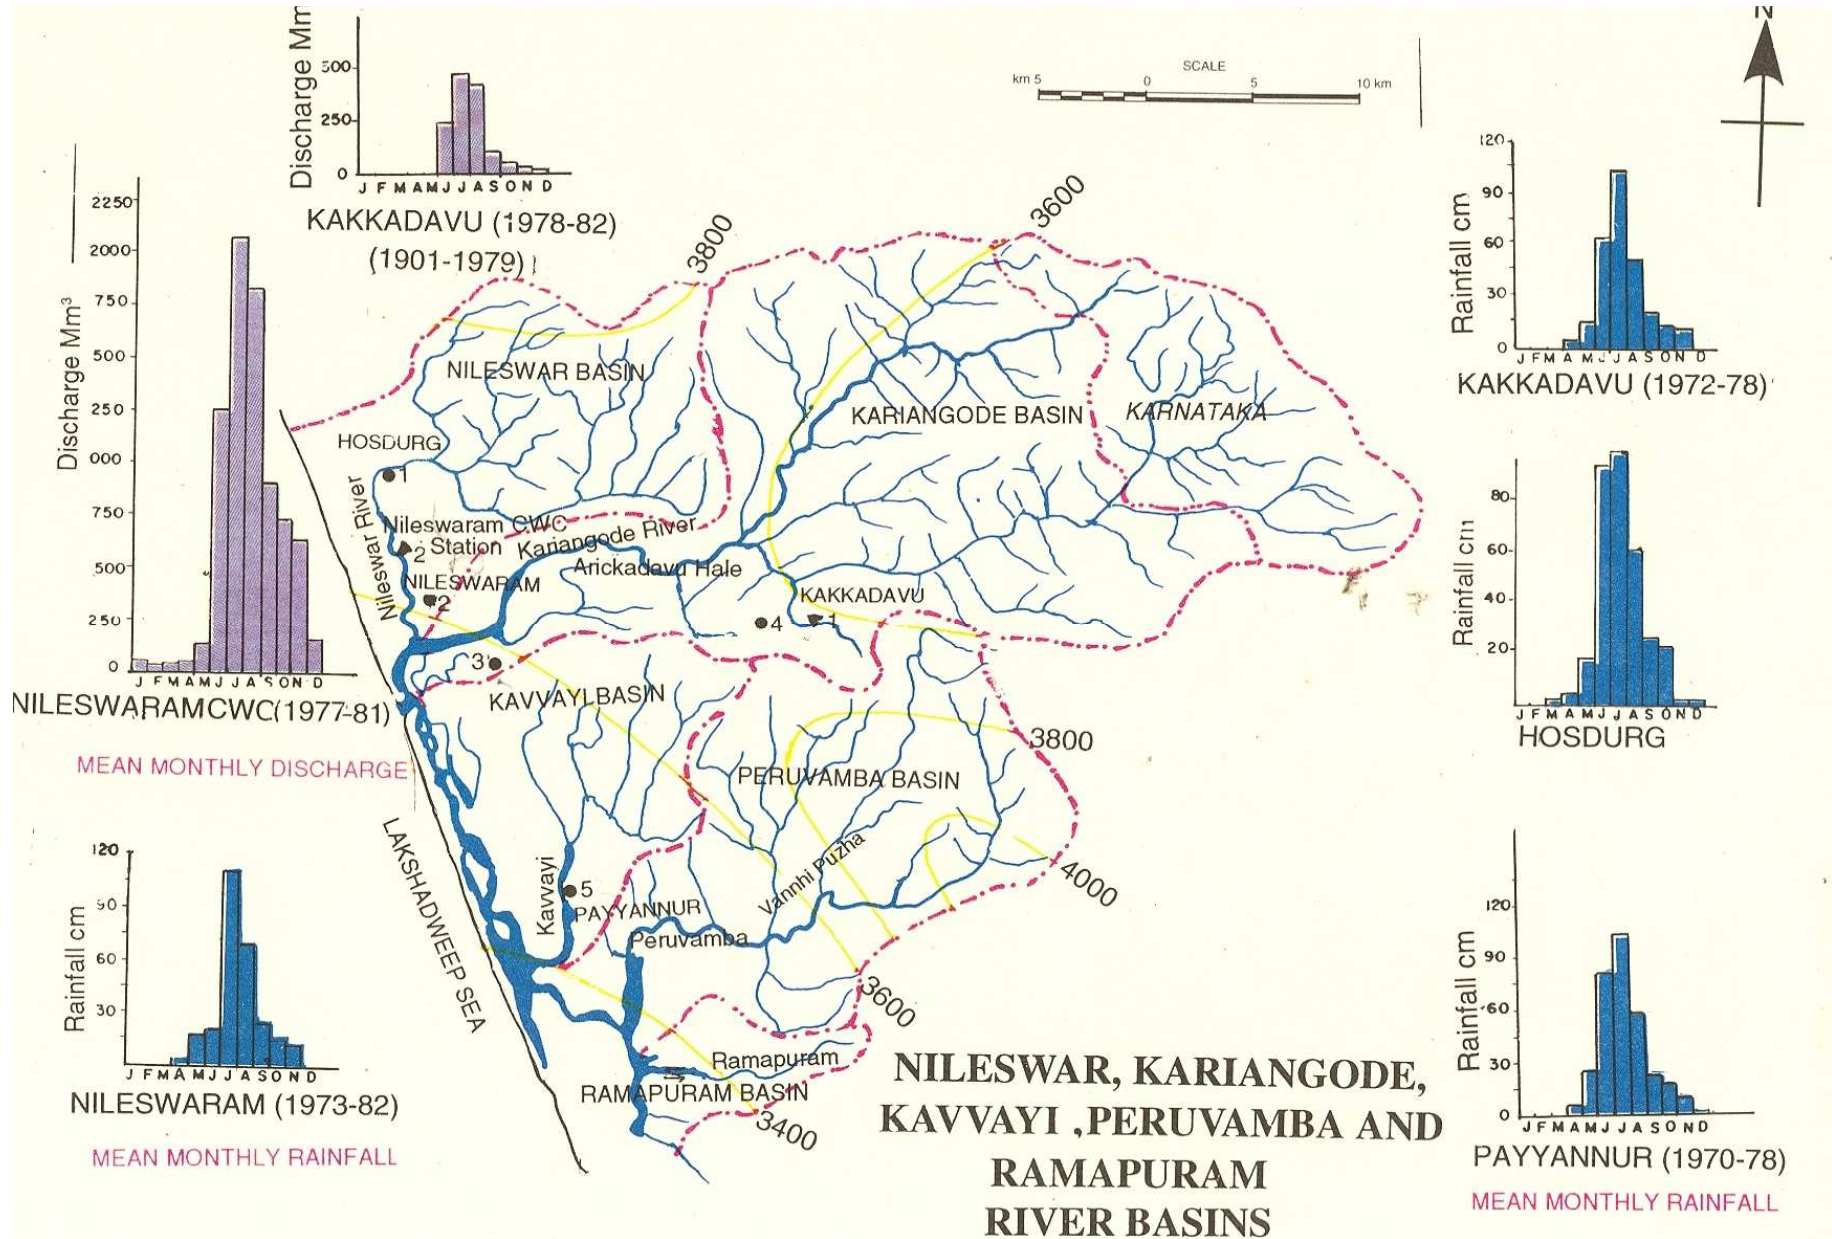 Discharge Mm
500
250
0
J F M A M J J A S O N D
KAKKADAVU (1978-82)
(1901-1979)
SCALE
km 5 0 5 10 km
N
Discharge Mm³
2250
2000
750
500
250
000
750
500
250
0
J F M A M J J A S O N D
NILESWARAMCWC(1977-81)
MEAN MONTHLY DISCHARGE
Rainfall cm
120
90
60
30
J F M A M J J A S O N D
NILESWARAM (1973-82)
MEAN MONTHLY RAINFALL
3800
3600
NILESWAR BASIN
KARIANGODE BASIN
KARNATAKA
HOSDURG
1
Nileswar River
Nileswaram CWC
Station
2
Kariangode River
Arickadavu Hale
NILESWARAM
2
KAKKADAVU
4
1
3
KAVVAYI BASIN
3800
PERUVAMBA BASIN
LAKSHADWEEP SEA
Kavvayi
5
PAYYANNUR
Vannhi Puzha
4000
Peruvamba
3600
Ramapuram
RAMAPURAM BASIN
3400
Rainfall cm
120
90
60
30
0
J F M A M J J A S O N D
KAKKADAVU (1972-78)
Rainfall cm
80
60
40
20
J F M A M J J A S O N D
HOSDURG
Rainfall cm
120
90
60
30
0
J F M A M J J A S O N D
PAYYANNUR (1970-78)
MEAN MONTHLY RAINFALL
NILESWAR, KARIANGODE,
KAVVAYI ,PERUVAMBA AND
RAMAPURAM
RIVER BASINS